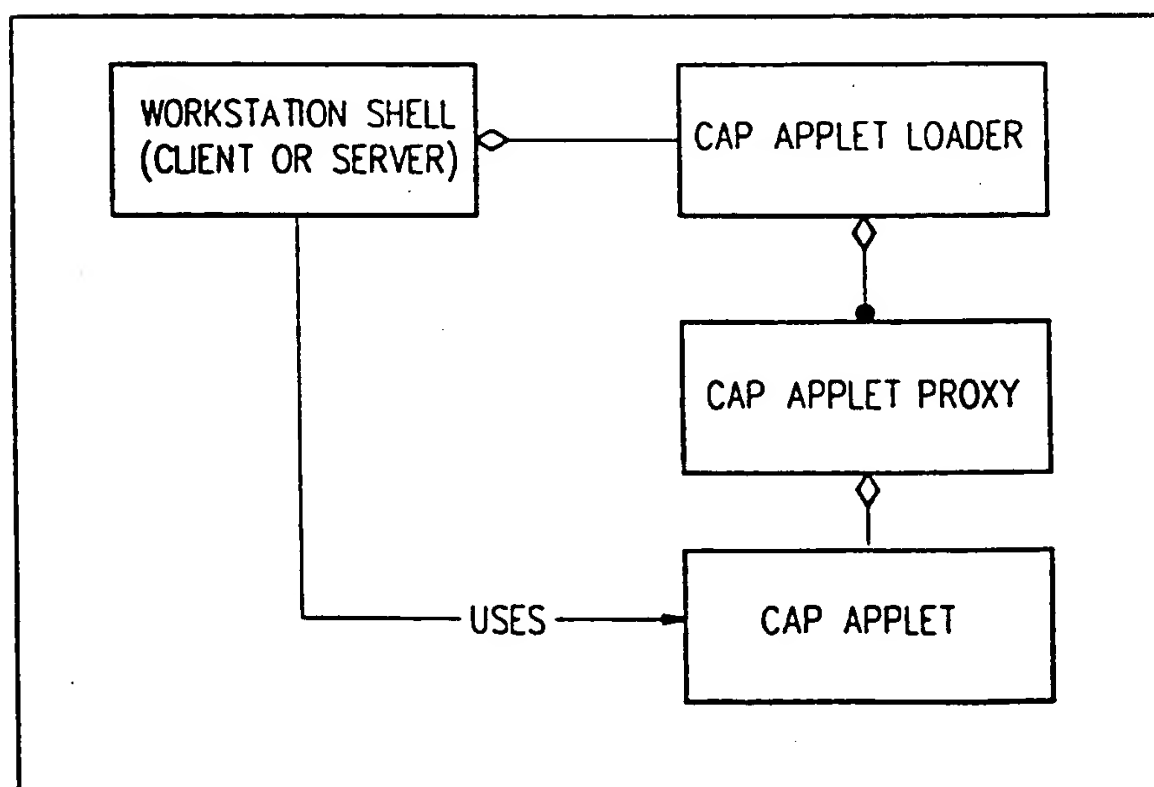 WORKSTATION SHELL
(CLIENT OR SERVER)
CAP APPLET LOADER
CAP APPLET PROXY
USES
CAP APPLET